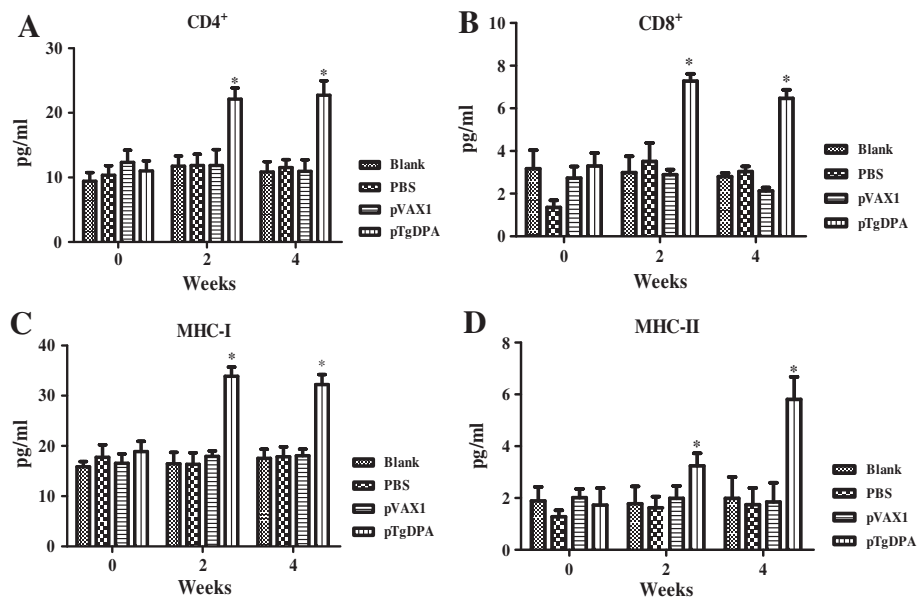 A
CD4+
30
20
10
0
pg/ml
*
*
0
2
4
Weeks
Blank
PBS
pVAX1
pTgDPA
B
CD8+
10
8
6
4
2
0
pg/ml
*
*
0
2
4
Weeks
Blank
PBS
pVAX1
pTgDPA
C
MHC-I
40
30
20
10
0
pg/ml
*
*
0
2
4
Weeks
Blank
PBS
pVAX1
pTgDPA
D
MHC-II
8
6
4
2
0
pg/ml
*
*
0
2
4
Weeks
Blank
PBS
pVAX1
pTgDPA